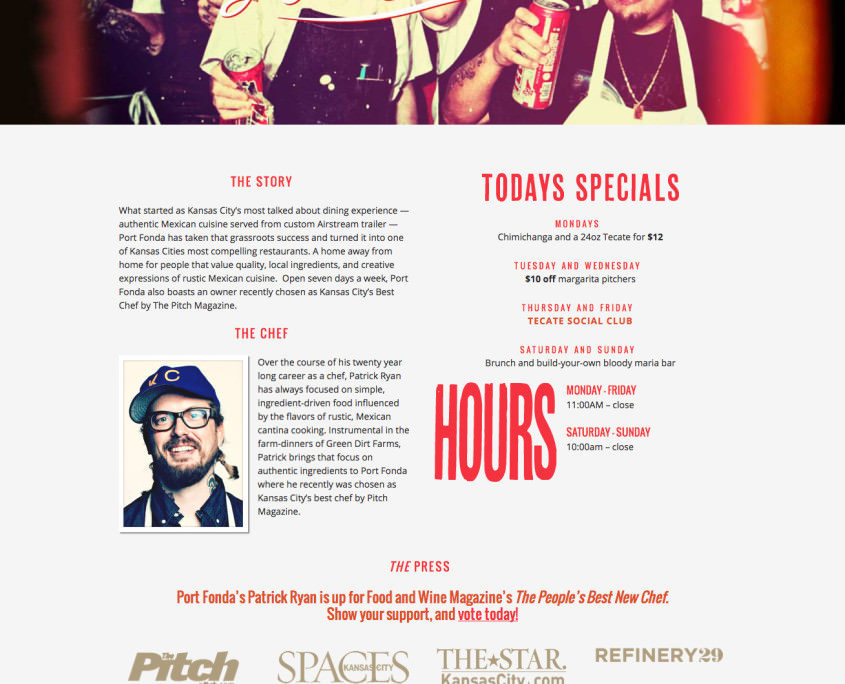 THE STORY
What started as Kansas City's most talked about dining experience —
authentic Mexican cuisine served from custom Airstream trailer —
Port Fonda has taken that grassroots success and turned it into one
of Kansas Cities most compelling restaurants. A home away from
home for people that value quality, local ingredients, and creative
expressions of rustic Mexican cuisine.  Open seven days a week, Port
Fonda also boasts an owner recently chosen as Kansas City's Best
Chef by The Pitch Magazine.
THE CHEF
Over the course of his twenty year
long career as a chef, Patrick Ryan
has always focused on simple,
ingredient-driven food influenced
by the flavors of rustic, Mexican
cantina cooking. Instrumental in the
farm-dinners of Green Dirt Farms,
Patrick brings that focus on
authentic ingredients to Port Fonda
where he recently was chosen as
Kansas City's best chef by Pitch
Magazine.
TODAYS SPECIALS
MONDAYS
Chimichanga and a 24oz Tecate for $12
TUESDAY AND WEDNESDAY
$10 off margarita pitchers
THURSDAY AND FRIDAY
TECATE SOCIAL CLUB
SATURDAY AND SUNDAY
Brunch and build-your-own bloody maria bar
HOURS
MONDAY - FRIDAY
11:00AM – close
SATURDAY - SUNDAY
10:00am – close
THE PRESS
Port Fonda's Patrick Ryan is up for Food and Wine Magazine's The People's Best New Chef.
Show your support, and vote today!
The Pitch
SPACES KANSAS CITY
THE STAR.
KansasCity.com
REFINERY29